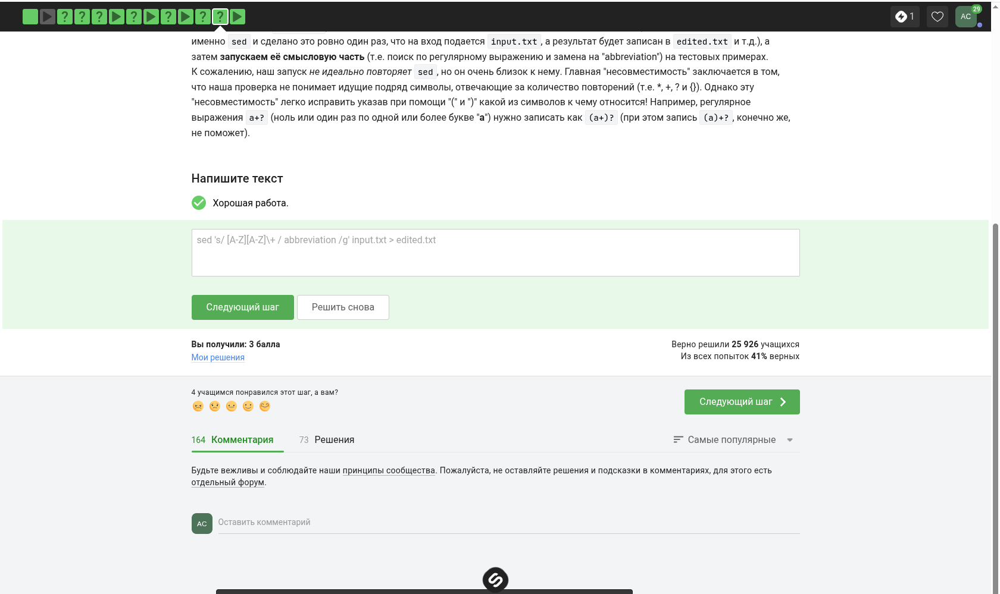 ? ? ? ? ? ? ?
1
AC
29
именно sed и сделано это ровно один раз, что на вход подается input.txt, а результат будет записан в edited.txt и т.д.), а
затем запускаем её смысловую часть (т.е. поиск по регулярному выражению и замена на "abbreviation") на тестовых примерах.
К сожалению, наш запуск не идеально повторяет sed, но он очень близок к нему. Главная "несовместимость" заключается в том,
что наша проверка не понимает идущие подряд символы, отвечающие за количество повторений (т.е. *, +, ? и {}). Однако эту
"несовместимость" легко исправить указав при помощи "(" и ")" какой из символов к чему относится! Например, регулярное
выражения a+? (ноль или один раз по одной или более букве "a") нужно записать как (a+)? (при этом запись (a)+?, конечно же,
не поможет).
Напишите текст
Хорошая работа.
sed 's/ [A-Z][A-Z]\+ / abbreviation /g' input.txt > edited.txt
Следующий шаг Решить снова
Вы получили: 3 балла
Мои решения
Верно решили 25 926 учащихся
Из всех попыток 41% верных
4 учащимся понравился этот шаг, а вам?
Следующий шаг
164 Комментария 73 Решения Самые популярные
Будьте вежливы и соблюдайте наши принципы сообщества. Пожалуйста, не оставляйте решения и подсказки в комментариях, для этого есть
отдельный форум.
AC Оставить комментарий